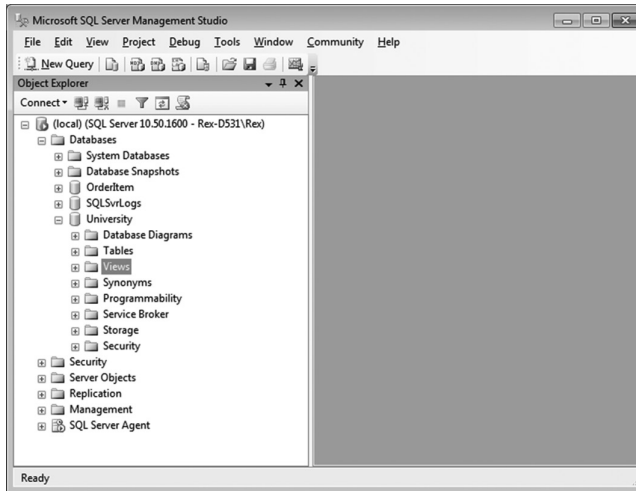 Microsoft SQL Server Management Studio
File Edit View Project Debug Tools Window Community Help
New Query
Object Explorer
Connect
(local) (SQL Server 10.50.1600 - Rex-D531\Rex)
Databases
System Databases
Database Snapshots
OrderItem
SQLSvrLogs
University
Database Diagrams
Tables
Views
Synonyms
Programmability
Service Broker
Storage
Security
Security
Server Objects
Replication
Management
SQL Server Agent
Ready